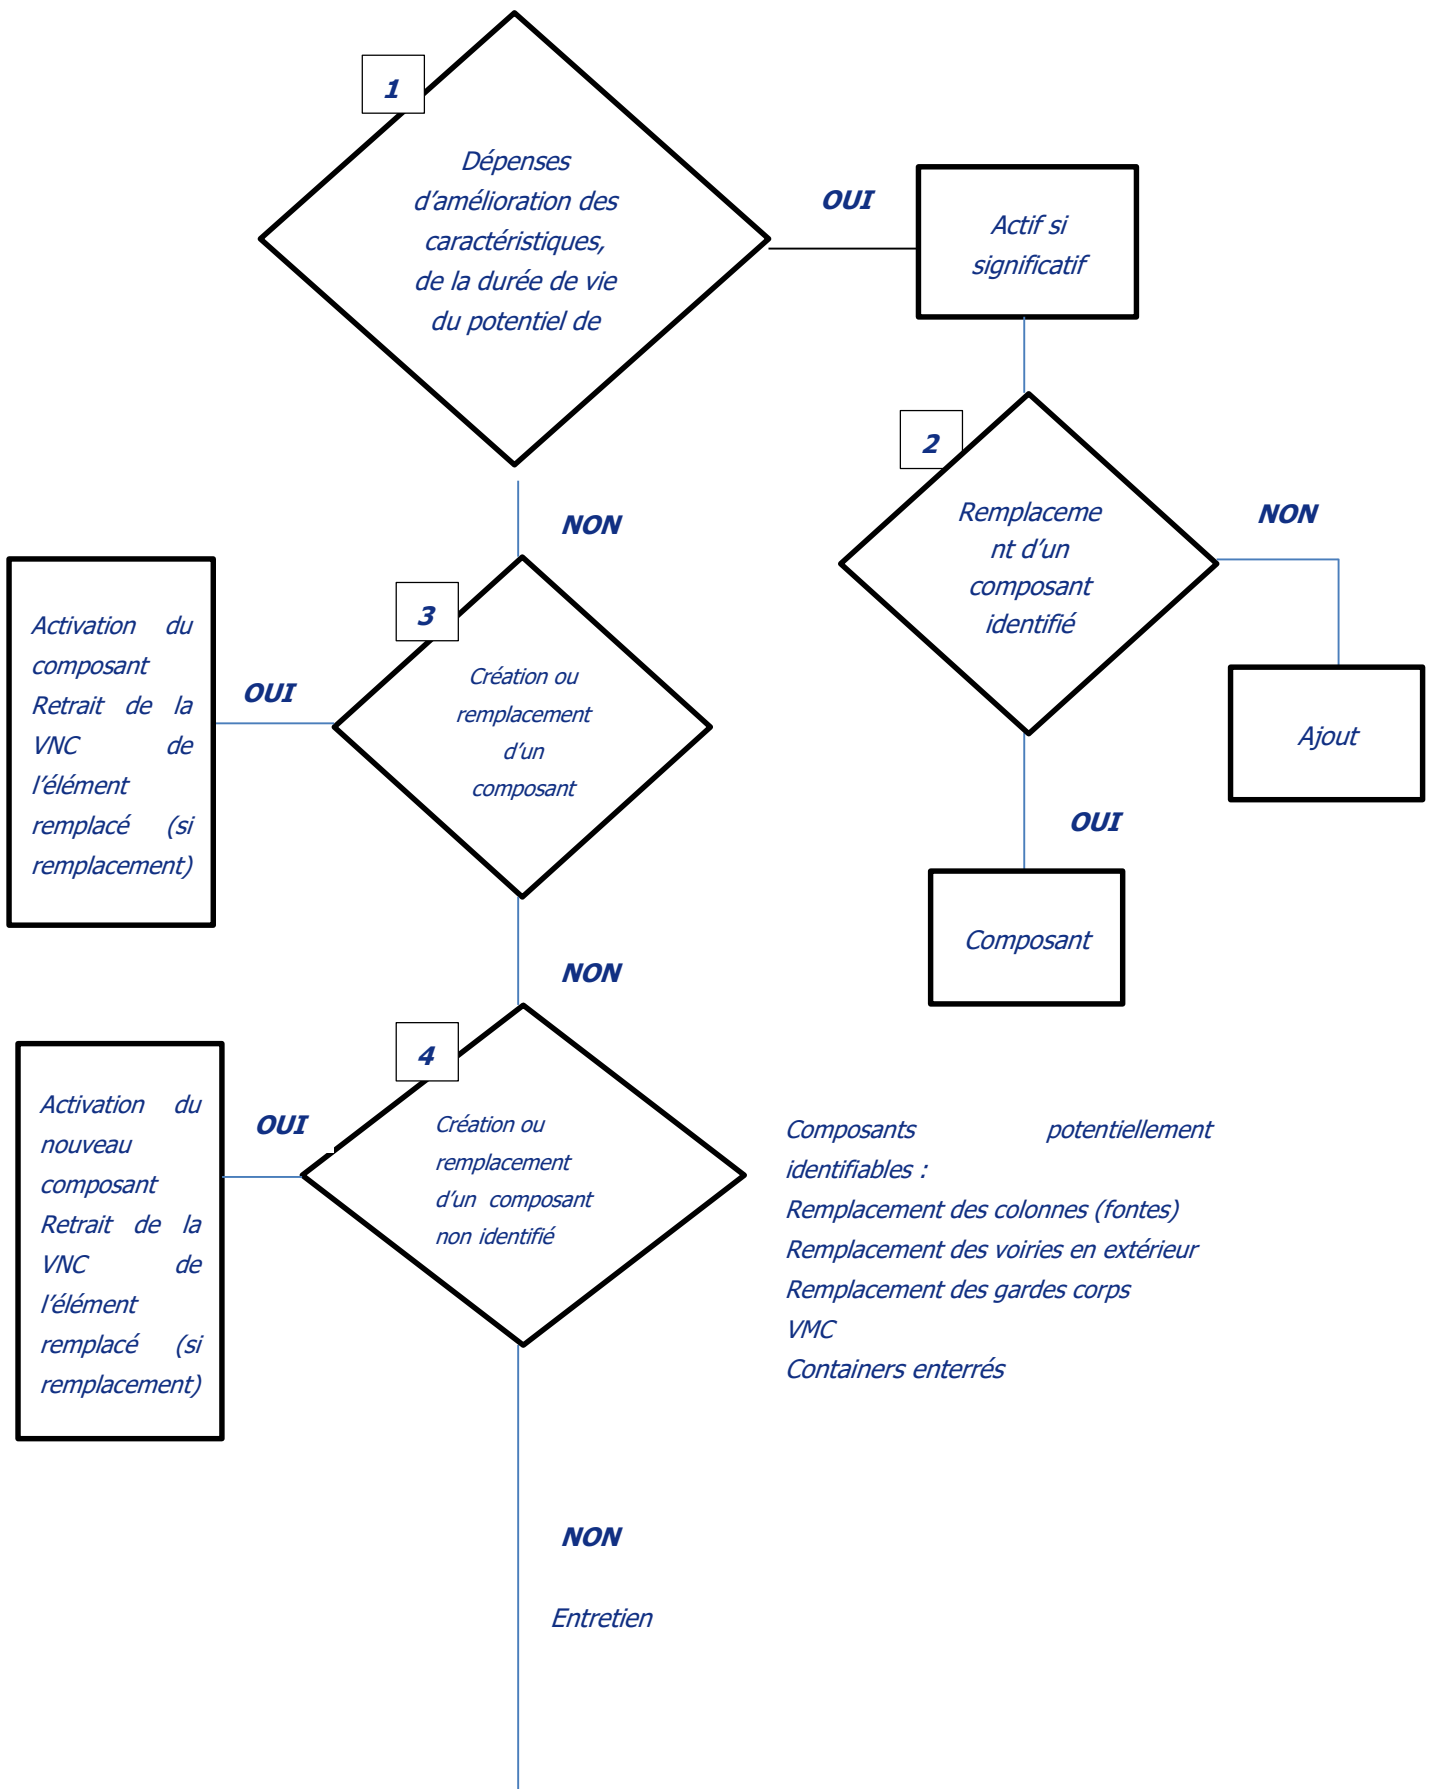 1
Dépenses
d'amélioration des
caractéristiques,
de la durée de vie
du potentiel de
OUI
Actif si
significatif
2
Remplaceme
nt d'un
composant
identifié
NON
Ajout
OUI
Composant
NON
3
Création ou
remplacement
d'un
composant
OUI
Activation du
composant
Retrait de la
VNC de
l'élément
remplacé (si
remplacement)
NON
4
Création ou
remplacement
d'un composant
non identifié
OUI
Activation du
nouveau
composant
Retrait de la
VNC de
l'élément
remplacé (si
remplacement)
Composants potentiellement
identifiables :
Remplacement des colonnes (fontes)
Remplacement des voiries en extérieur
Remplacement des gardes corps
VMC
Containers enterrés
NON
Entretien